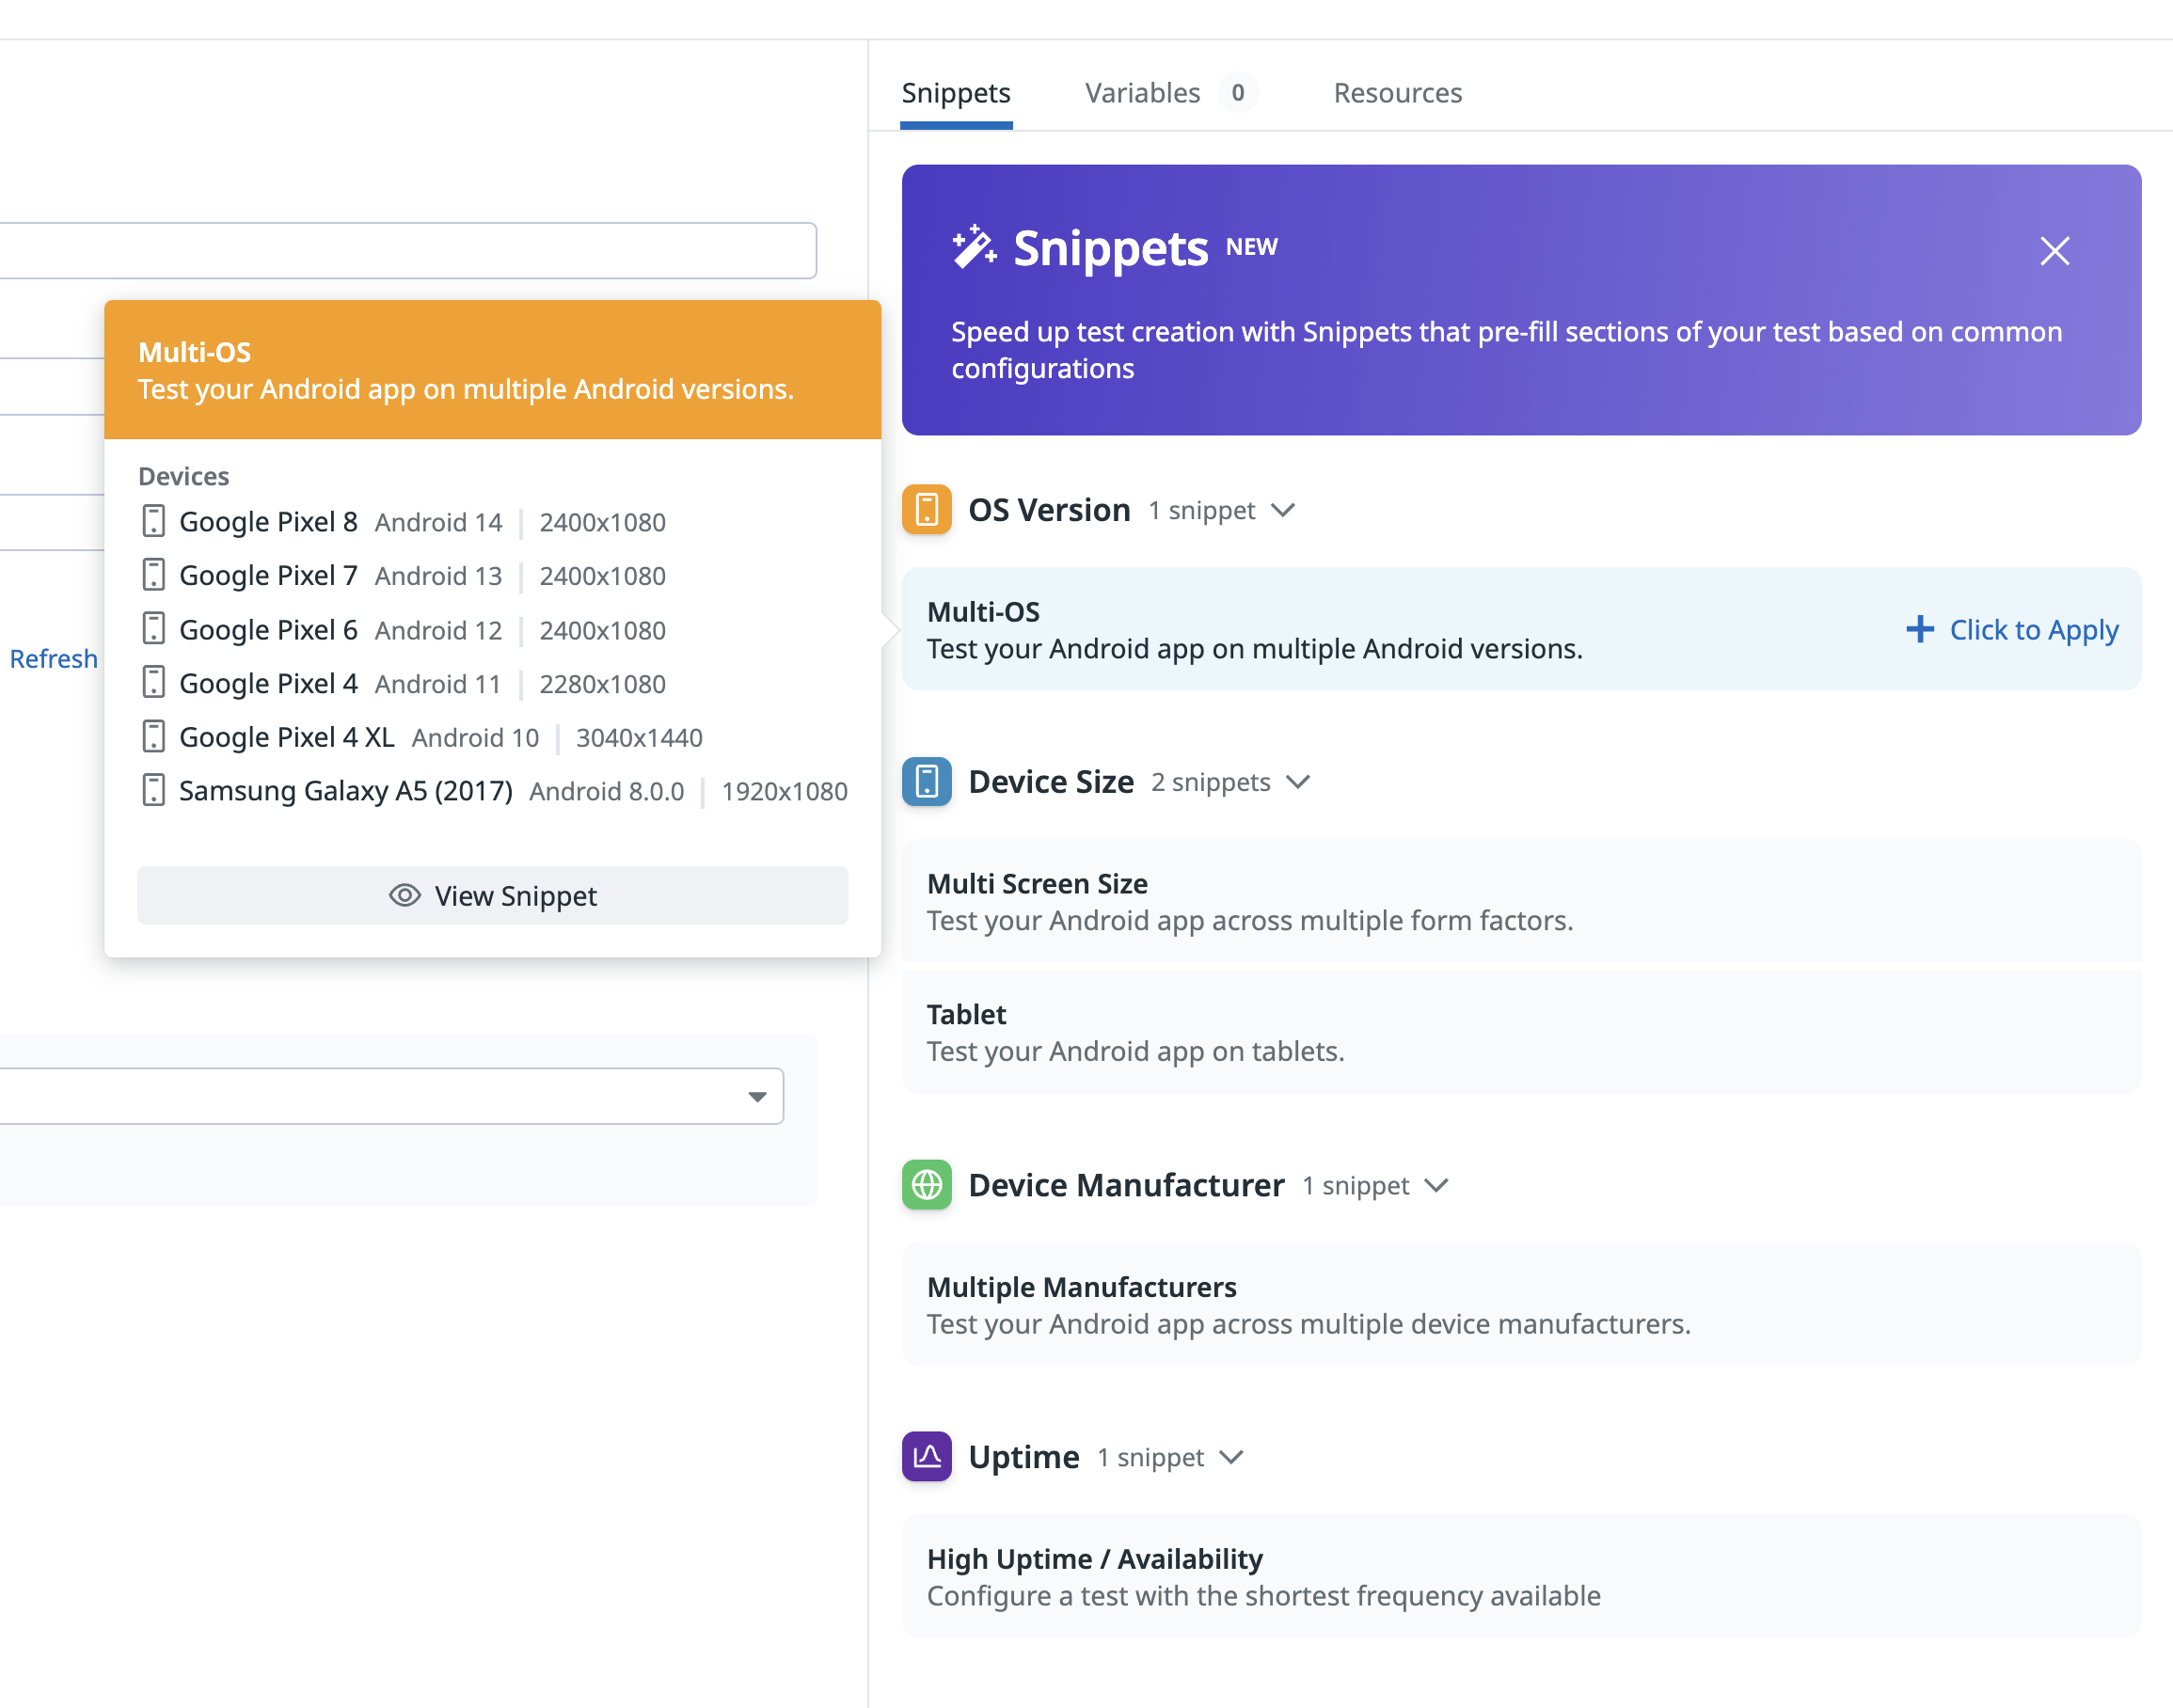 Snippets Variables 0 Resources
Snippets NEW
Speed up test creation with Snippets that pre-fill sections of your test based on common
configurations
Multi-OS
Test your Android app on multiple Android versions.
Devices
Google Pixel 8 Android 14 2400x1080
Google Pixel 7 Android 13 2400x1080
Google Pixel 6 Android 12 2400x1080
Google Pixel 4 Android 11 2280x1080
Google Pixel 4 XL Android 10 3040x1440
Samsung Galaxy A5 (2017) Android 8.0.0 1920x1080
View Snippet
Refresh
OS Version 1 snippet
Multi-OS
Test your Android app on multiple Android versions.
Click to Apply
Device Size 2 snippets
Multi Screen Size
Test your Android app across multiple form factors.
Tablet
Test your Android app on tablets.
Device Manufacturer 1 snippet
Multiple Manufacturers
Test your Android app across multiple device manufacturers.
Uptime 1 snippet
High Uptime / Availability
Configure a test with the shortest frequency available